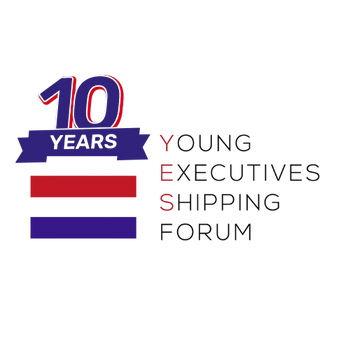 10
YEARS
YOUNG
EXECUTIVES
SHIPPING
FORUM